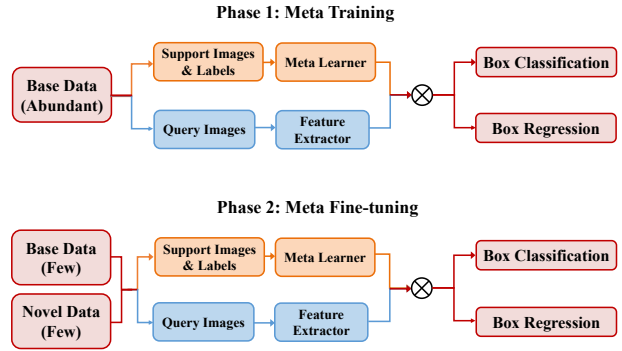 Phase 1: Meta Training
Base Data
(Abundant)
Support Images
& Labels
Meta Learner
Query Images
Feature
Extractor
Box Classification
Box Regression
Phase 2: Meta Fine-tuning
Base Data
(Few)
Novel Data
(Few)
Support Images
& Labels
Meta Learner
Query Images
Feature
Extractor
Box Classification
Box Regression